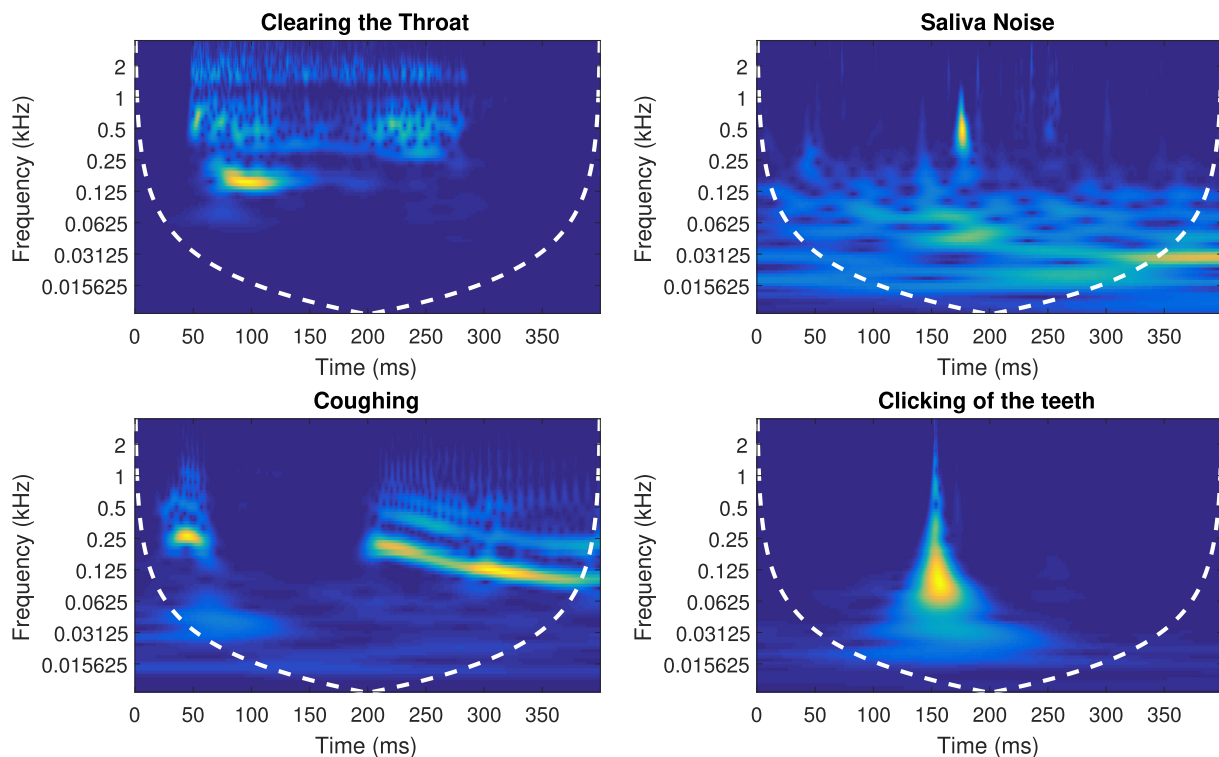 Clearing the Throat
Frequency (kHz)
2
1
0.5
0.25
0.125
0.0625
0.03125
0.015625
0 50 100 150 200 250 300 350
Time (ms)
Saliva Noise
Frequency (kHz)
2
1
0.5
0.25
0.125
0.0625
0.03125
0.015625
0 50 100 150 200 250 300 350
Time (ms)
Coughing
Frequency (kHz)
2
1
0.5
0.25
0.125
0.0625
0.03125
0.015625
0 50 100 150 200 250 300 350
Time (ms)
Clicking of the teeth
Frequency (kHz)
2
1
0.5
0.25
0.125
0.0625
0.03125
0.015625
0 50 100 150 200 250 300 350
Time (ms)